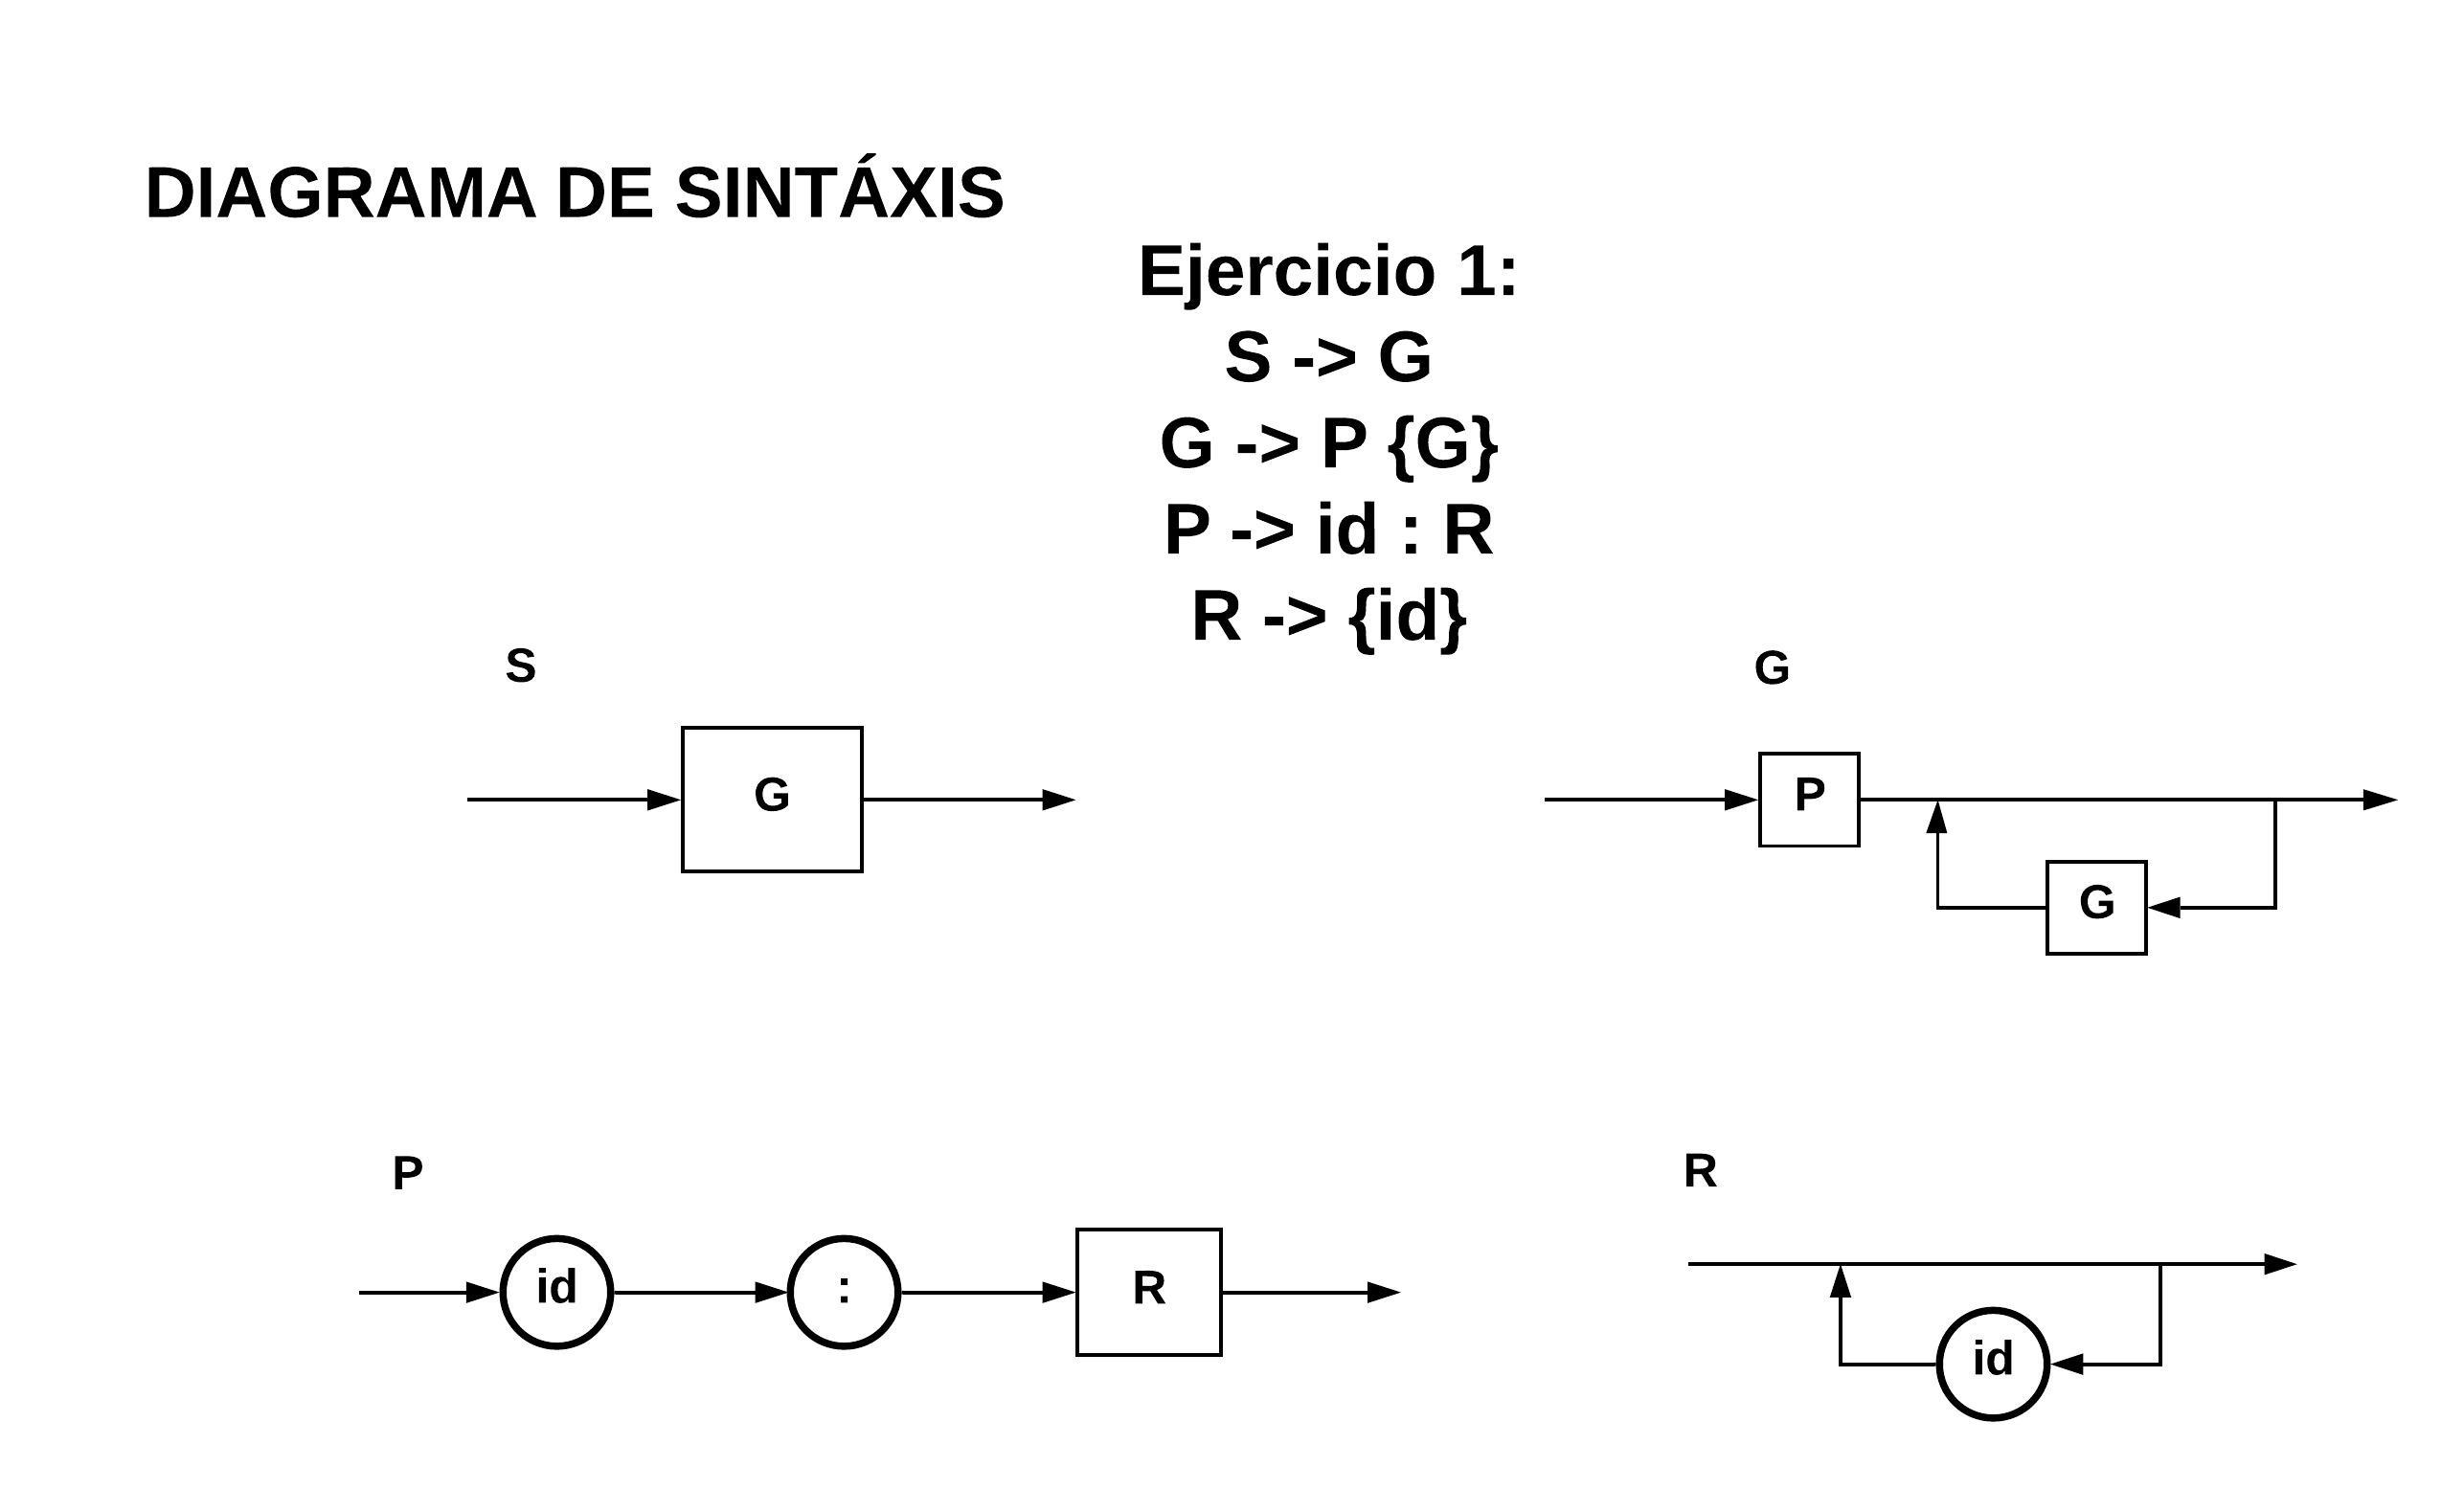 DIAGRAMA DE SINTÁXIS
Ejercicio 1:
S -> G
G -> P {G}
P -> id : R
R -> {id}
S
G
G
P
G
P
id
:
R
R
id